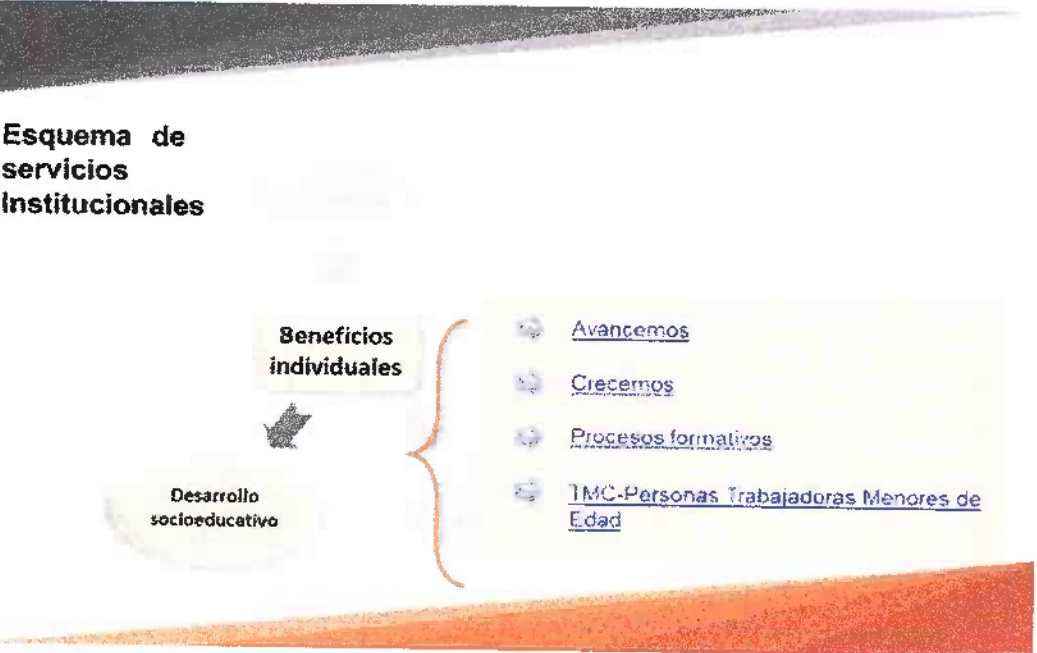 Esquema de
servicios
Institucionales
Beneficios
individuales
Desarrollo
socioeducativo
Avancemos
Crecemos
Procesos formativos
TMC-Personas Trabajadoras Menores de
Edad